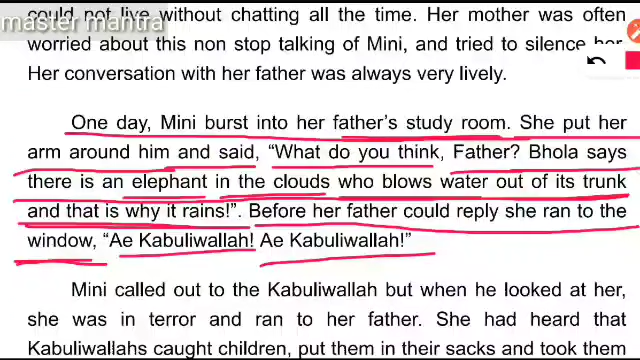 could not live without chatting all the time. Her mother was often
master mantra
worried about this non stop talking of Mini, and tried to silence her.
Her conversation with her father was always very lively.
One day, Mini burst into her father's study room. She put her
arm around him and said, "What do you think, Father? Bhola says
there is an elephant in the clouds who blows water out of its trunk
and that is why it rains!". Before her father could reply she ran to the
window, "Ae Kabuliwallah! Ae Kabuliwallah!"
Mini called out to the Kabuliwallah but when he looked at her,
she was in terror and ran to her father. She had heard that
Kabuliwallahs caught children, put them in their sacks and took them